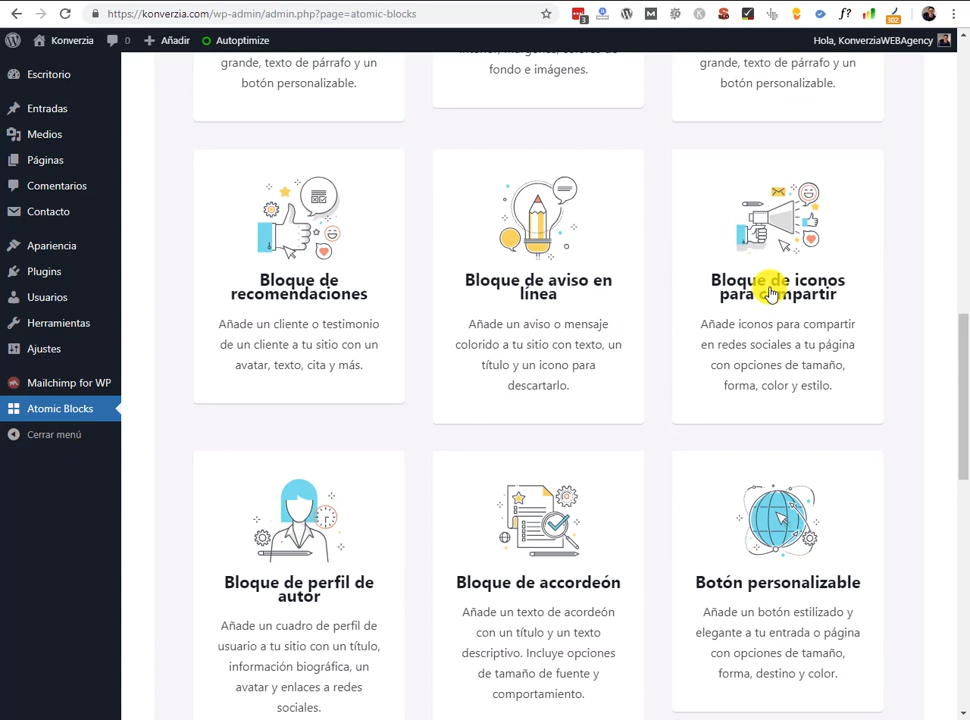 https://konverzia.com/wp-admin/admin.php?page=atomic-blocks
3
302
Konverzia
0
Añadir
Autoptimize
Hola, KonverziaWEBAgency
Escritorio
Entradas
Medios
Páginas
Comentarios
Contacto
Apariencia
Plugins
Usuarios
Herramientas
Ajustes
Mailchimp for WP
Atomic Blocks
Cerrar menú
grande, texto de párrafo y un
botón personalizable.
fondo e imágenes.
grande, texto de párrafo y un
botón personalizable.
Bloque de
recomendaciones
Añade un cliente o testimonio
de un cliente a tu sitio con un
avatar, texto, cita y más.
Bloque de aviso en
línea
Añade un aviso o mensaje
colorido a tu sitio con texto, un
título y un icono para
descartarlo.
Bloque de iconos
para compartir
Añade iconos para compartir
en redes sociales a tu página
con opciones de tamaño,
forma, color y estilo.
Bloque de perfil de
autor
Añade un cuadro de perfil de
usuario a tu sitio con un título,
información biográfica, un
avatar y enlaces a redes
sociales.
Bloque de accordeón
Añade un texto de acordeón
con un título y un texto
descriptivo. Incluye opciones
de tamaño de fuente y
comportamiento.
Botón personalizable
Añade un botón estilizado y
elegante a tu entrada o página
con opciones de tamaño,
forma, destino y color.